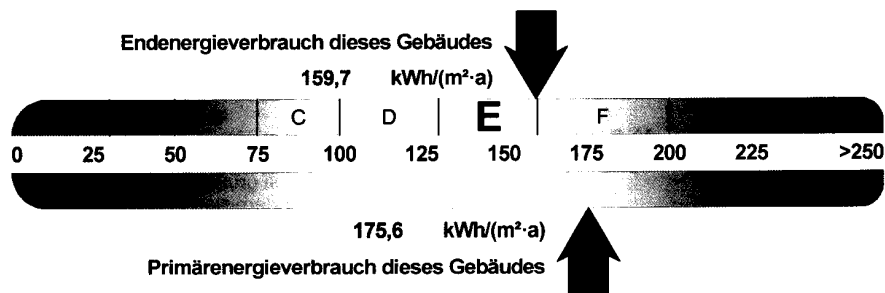 Endenergieverbrauch dieses Gebäudes
159,7 kWh/(m²·a)
C D E F
0 25 50 75 100 125 150 175 200 225 >250
175,6 kWh/(m²·a)
Primärenergieverbrauch dieses Gebäudes